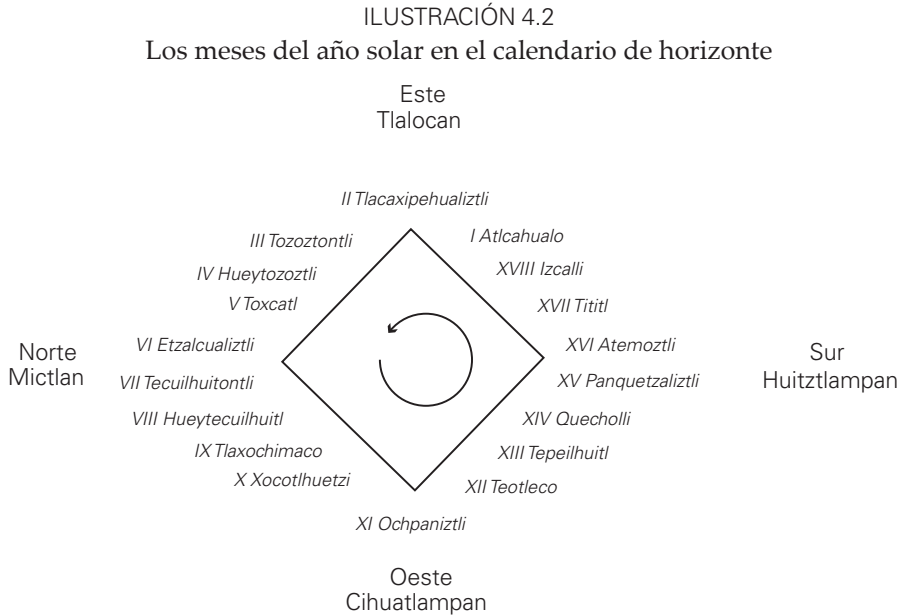 ILUSTRACIÓN 4.2
Los meses del año solar en el calendario de horizonte
Este
Tlalocan
II Tlacaxipehualiztli
III Tozoztontli
I Atlcahualo
IV Hueytozoztli
XVIII Izcalli
V Toxcatl
XVII Tititl
Norte
Mictlan
VI Etzalcualiztli
XVI Atemoztli
Sur
Huitztlampan
VII Tecuilhuitontli
XV Panquetzaliztli
VIII Hueytecuilhuitl
XIV Quecholli
IX Tlaxochimaco
XIII Tepeilhuitl
X Xocotlhuetzi
XII Teotleco
XI Ochpaniztli
Oeste
Cihuatlampan